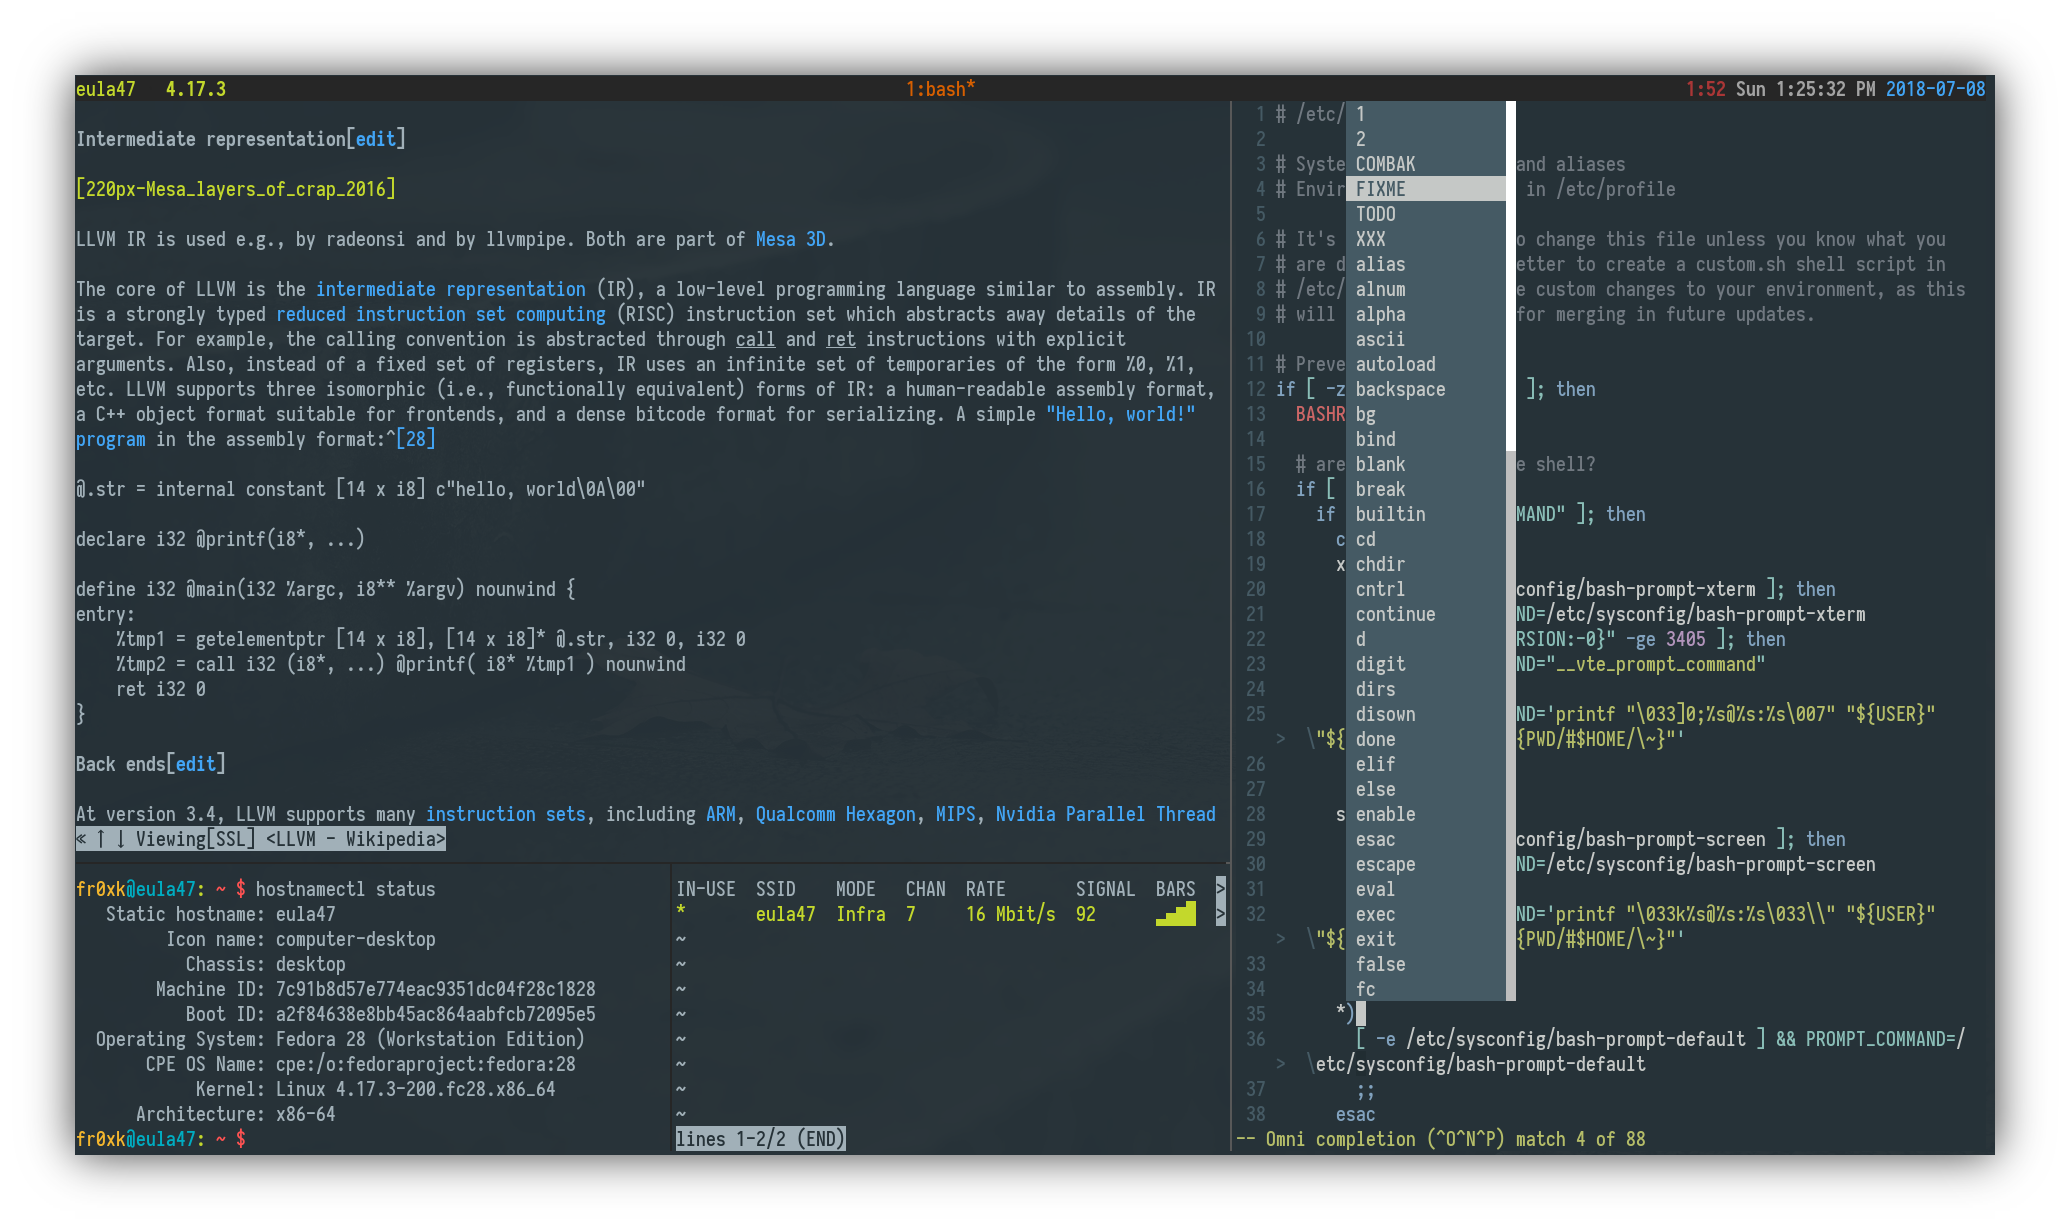 eula47   4.17.3   1:bash*   1:52 Sun 1:25:32 PM 2018-07-08
Intermediate representation[edit]
[220px-Mesa_layers_of_crap_2016]
LLVM IR is used e.g., by radeonsi and by llvmpipe. Both are part of Mesa 3D.
The core of LLVM is the intermediate representation (IR), a low-level programming language similar to assembly. IR
is a strongly typed reduced instruction set computing (RISC) instruction set which abstracts away details of the
target. For example, the calling convention is abstracted through call and ret instructions with explicit
arguments. Also, instead of a fixed set of registers, IR uses an infinite set of temporaries of the form %0, %1,
etc. LLVM supports three isomorphic (i.e., functionally equivalent) forms of IR: a human-readable assembly format,
a C++ object format suitable for frontends, and a dense bitcode format for serializing. A simple "Hello, world!"
program in the assembly format:^[28]
@.str = internal constant [14 x i8] c"hello, world\0A\00"
declare i32 @printf(i8*, ...)
define i32 @main(i32 %argc, i8** %argv) nounwind {
entry:
    %tmp1 = getelementptr [14 x i8], [14 x i8]* @.str, i32 0, i32 0
    %tmp2 = call i32 (i8*, ...) @printf( i8* %tmp1 ) nounwind
    ret i32 0
}
Back ends[edit]
At version 3.4, LLVM supports many instruction sets, including ARM, Qualcomm Hexagon, MIPS, Nvidia Parallel Thread
« ↑ ↓ Viewing[SSL] <LLVM - Wikipedia>
fr0xk@eula47: ~ $ hostnamectl status
   Static hostname: eula47
         Icon name: computer-desktop
           Chassis: desktop
        Machine ID: 7c91b8d57e774eac9351dc04f28c1828
           Boot ID: a2f84638e8bb45ac864aabfcb72095e5
  Operating System: Fedora 28 (Workstation Edition)
       CPE OS Name: cpe:/o:fedoraproject:fedora:28
            Kernel: Linux 4.17.3-200.fc28.x86_64
      Architecture: x86-64
fr0xk@eula47: ~ $
IN-USE  SSID    MODE   CHAN  RATE       SIGNAL  BARS  >
*       eula47  Infra  7     16 Mbit/s  92      ▂▄▆█  >
~
~
~
~
~
~
~
~
lines 1-2/2 (END)
1 # /etc/
2
3 # Syste and aliases
4 # Envir in /etc/profile
5
6 # It's o change this file unless you know what you
7 # are d etter to create a custom.sh shell script in
8 # /etc/ e custom changes to your environment, as this
9 # will for merging in future updates.
10
11 # Preve
12 if [ -z ]; then
13   BASHR
14
15   # are e shell?
16   if [
17     if MAND" ]; then
18       c
19       x
20 config/bash-prompt-xterm ]; then
21 ND=/etc/sysconfig/bash-prompt-xterm
22 RSION:-0}" -ge 3405 ]; then
23 ND="__vte_prompt_command"
24
25 ND='printf "\033]0;%s@%s:%s\007" "${USER}"
>  \"${ {PWD/#$HOME/\~}"'
26
27
28       s
29 config/bash-prompt-screen ]; then
30 ND=/etc/sysconfig/bash-prompt-screen
31
32 ND='printf "\033k%s@%s:%s\033\\" "${USER}"
>  \"${ {PWD/#$HOME/\~}"'
33
34
35       *)
36         [ -e /etc/sysconfig/bash-prompt-default ] && PROMPT_COMMAND=/
>  \etc/sysconfig/bash-prompt-default
37         ;;
38       esac
-- Omni completion (^O^N^P) match 4 of 88
1
2
COMBAK
FIXME
TODO
XXX
alias
alnum
alpha
ascii
autoload
backspace
bg
bind
blank
break
builtin
cd
chdir
cntrl
continue
d
digit
dirs
disown
done
elif
else
enable
esac
escape
eval
exec
exit
false
fc